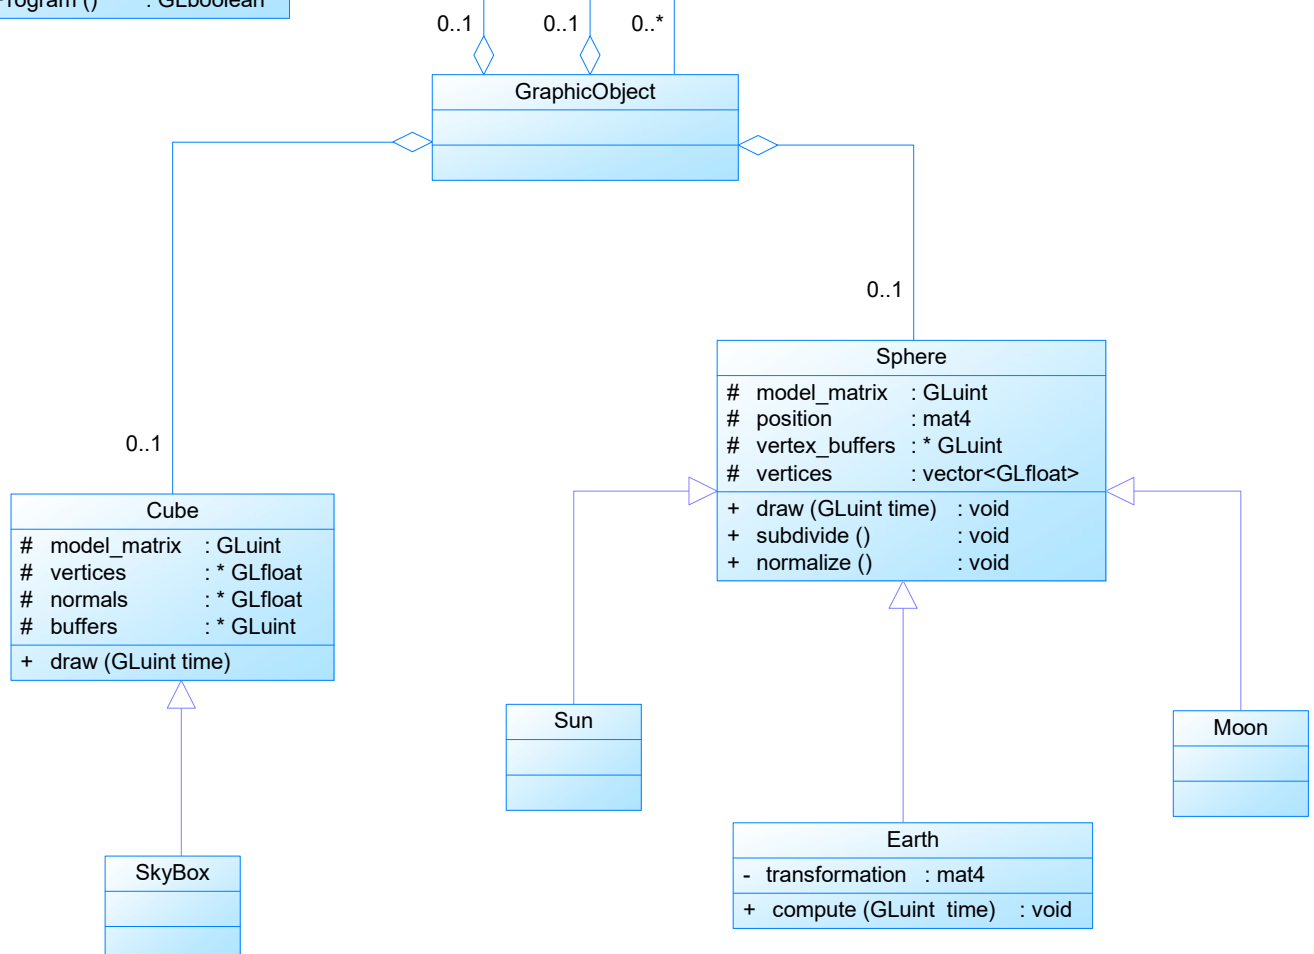 Program () : GLboolean
0..1 0..1 0..*
GraphicObject
0..1
0..1
Sphere
# model_matrix : GLuint
# position : mat4
# vertex_buffers : * GLuint
# vertices : vector<GLfloat>
+ draw (GLuint time) : void
+ subdivide () : void
+ normalize () : void
Cube
# model_matrix : GLuint
# vertices : * GLfloat
# normals : * GLfloat
# buffers : * GLuint
+ draw (GLuint time)
Sun
Moon
Earth
- transformation : mat4
+ compute (GLuint time) : void
SkyBox